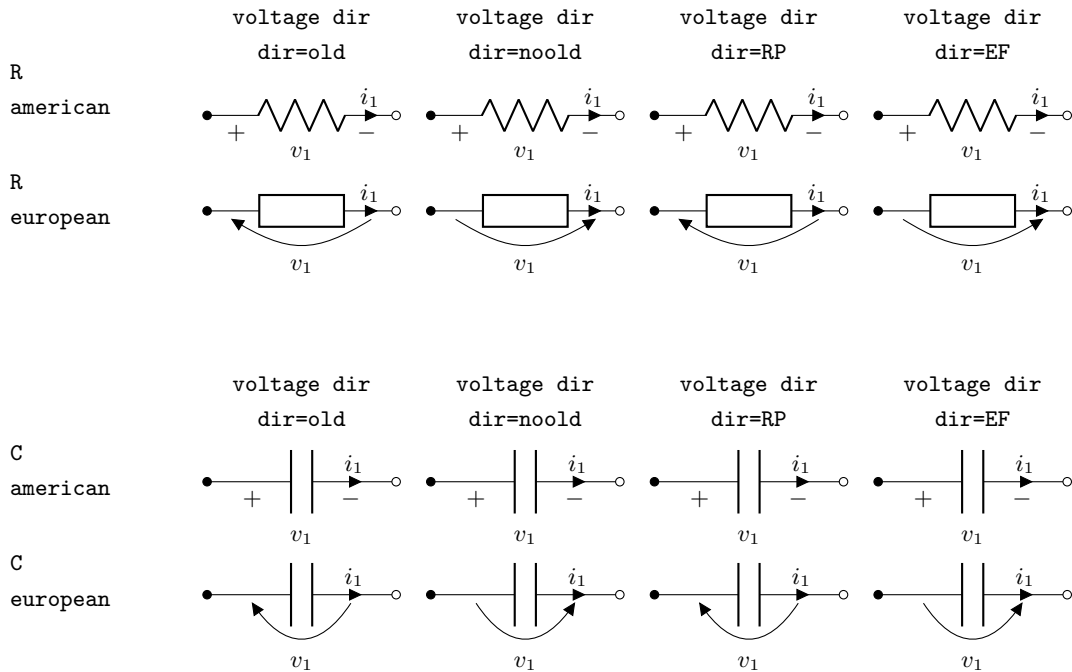 voltage dir voltage dir voltage dir voltage dir
dir=old dir=noold dir=RP dir=EF
R
american
i₁ i₁ i₁ i₁
+ − + − + − + −
v₁ v₁ v₁ v₁
R
european
i₁ i₁ i₁ i₁
v₁ v₁ v₁ v₁
voltage dir voltage dir voltage dir voltage dir
dir=old dir=noold dir=RP dir=EF
C
american
i₁ i₁ i₁ i₁
+ − + − + − + −
v₁ v₁ v₁ v₁
C
european
i₁ i₁ i₁ i₁
v₁ v₁ v₁ v₁